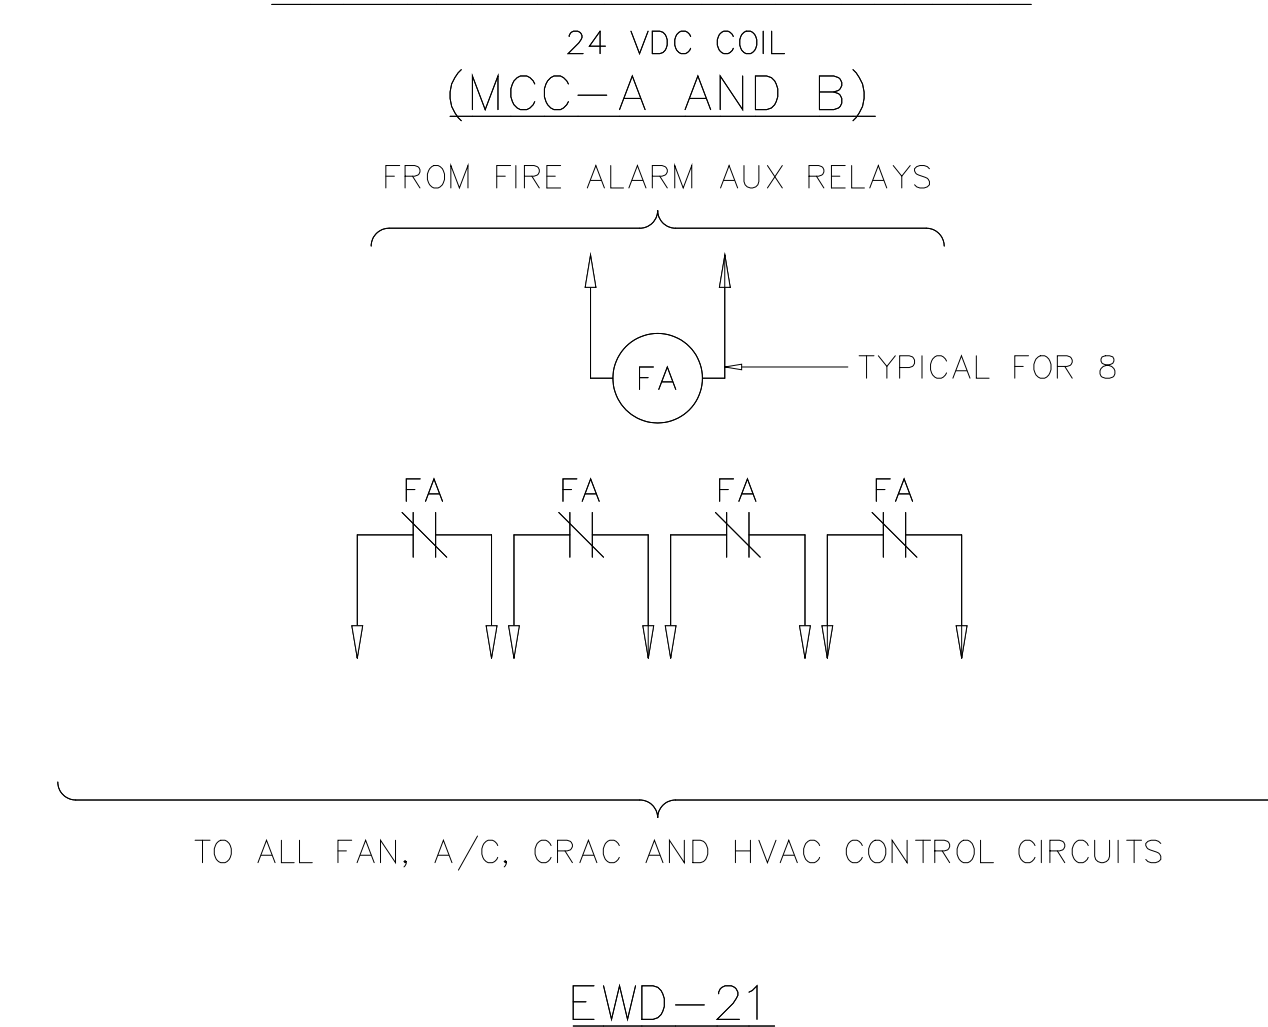 24 VDC COIL
(MCC-A AND B)
FROM FIRE ALARM AUX RELAYS
FA
TYPICAL FOR 8
FA FA FA FA
TO ALL FAN, A/C, CRAC AND HVAC CONTROL CIRCUITS
EWD-21